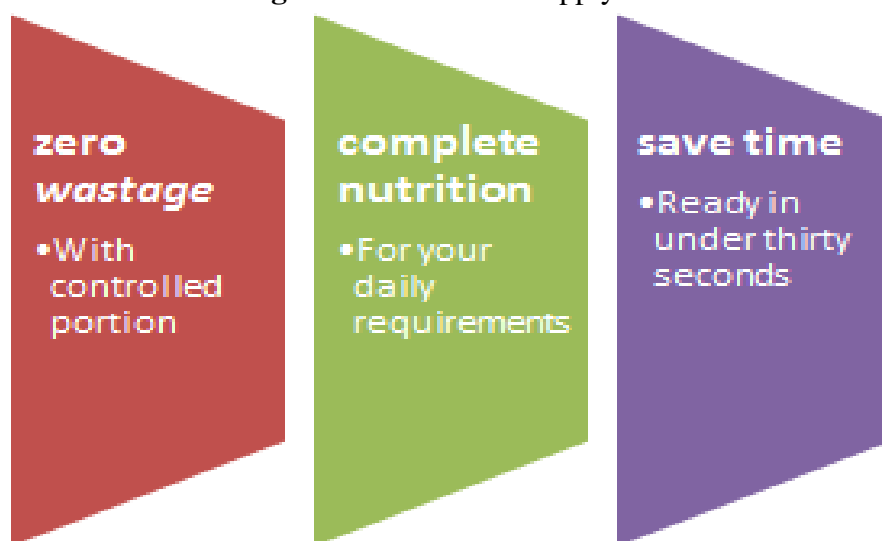 zero
wastage
•With
controlled
portion
complete
nutrition
•For your
daily
requirements
save time
•Ready in
under thirty
seconds